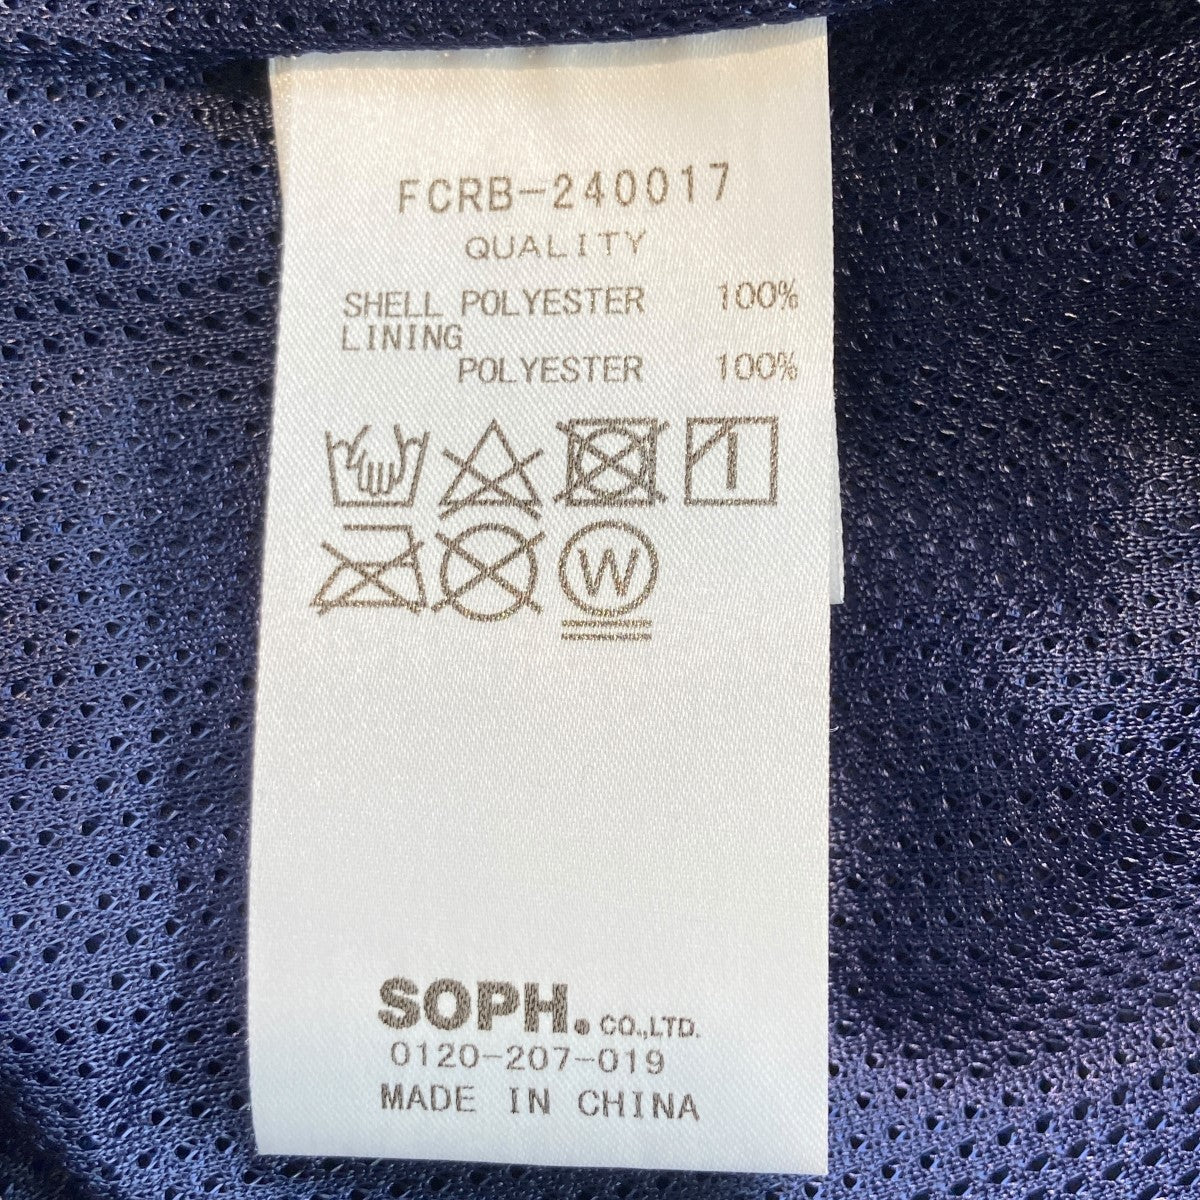 FCRB-240017
QUALITY
SHELL POLYESTER 100%
LINING
POLYESTER 100%
W
SOPH. CO.,LTD.
0120-207-019
MADE IN CHINA